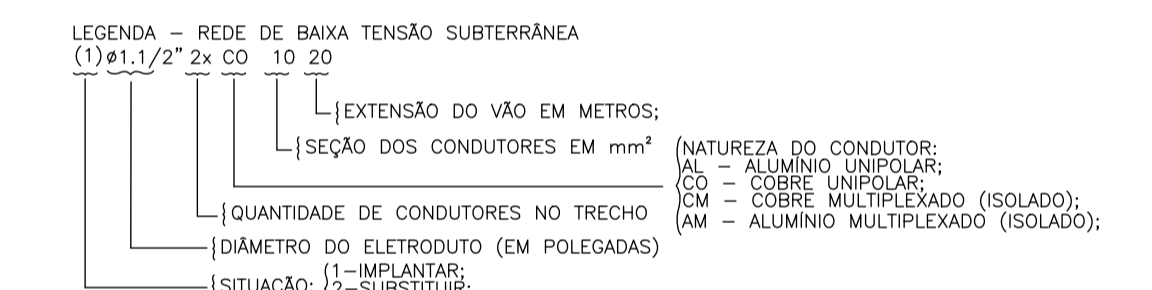 LEGENDA – REDE DE BAIXA TENSÃO SUBTERRÂNEA
(1)ø1.1/2" 2x CO 10 20
EXTENSÃO DO VÃO EM METROS;
SEÇÃO DOS CONDUTORES EM mm²
NATUREZA DO CONDUTOR:
AL – ALUMÍNIO UNIPOLAR;
CO – COBRE UNIPOLAR;
CM – COBRE MULTIPLEXADO (ISOLADO);
AM – ALUMÍNIO MULTIPLEXADO (ISOLADO);
QUANTIDADE DE CONDUTORES NO TRECHO
DIÂMETRO DO ELETRODUTO (EM POLEGADAS)
SITUAÇÃO: 1–IMPLANTAR;
2–SUBSTITUIR;